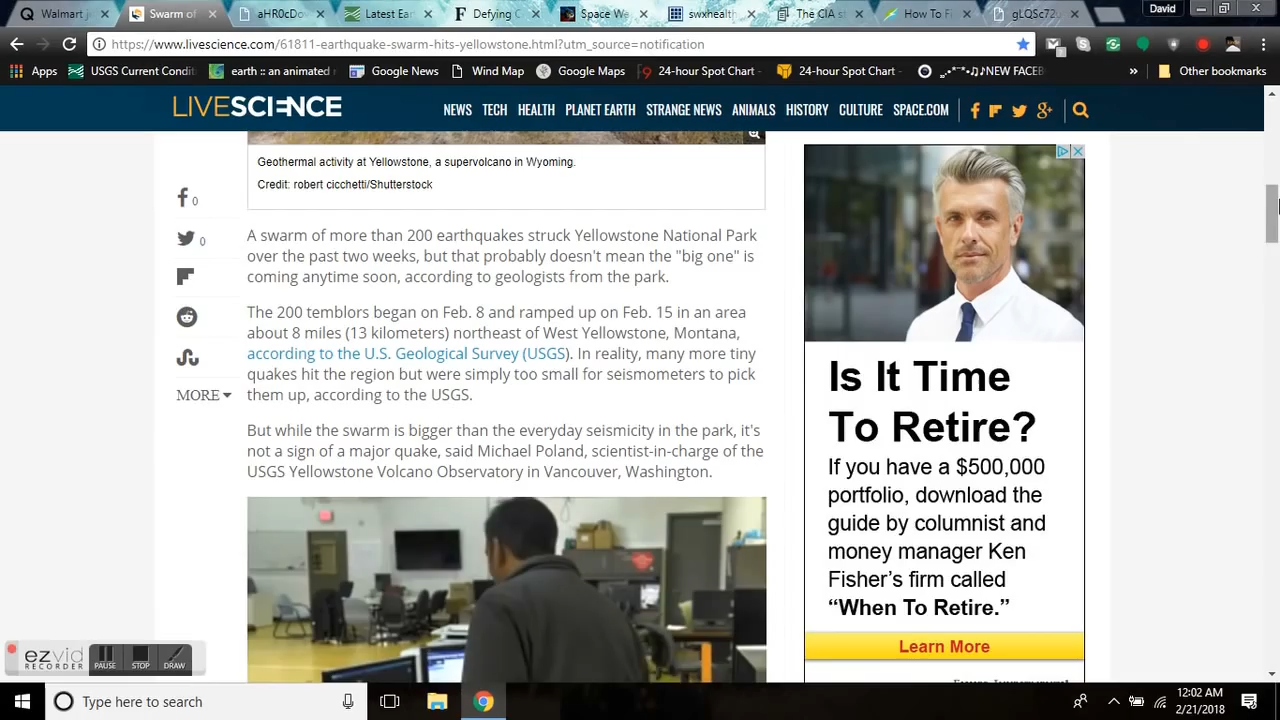 Walmart j
Swarm of
aHR0cDo
Latest Ear
Defying G
Space We
swxhealth
The CIA st
How To Fi
gLQSc72u
David
https://www.livescience.com/61811-earthquake-swarm-hits-yellowstone.html?utm_source=notification
1
Apps
USGS Current Condit
earth :: an animated
Google News
Wind Map
Google Maps
24-hour Spot Chart -
24-hour Spot Chart -
NEW FACEB
»
Other bookmarks
LIVESCIENCE
NEWS TECH HEALTH PLANET EARTH STRANGE NEWS ANIMALS HISTORY CULTURE SPACE.COM
Geothermal activity at Yellowstone, a supervolcano in Wyoming.
Credit: robert cicchetti/Shutterstock
0
0
MORE
A swarm of more than 200 earthquakes struck Yellowstone National Park
over the past two weeks, but that probably doesn't mean the "big one" is
coming anytime soon, according to geologists from the park.
The 200 temblors began on Feb. 8 and ramped up on Feb. 15 in an area
about 8 miles (13 kilometers) northeast of West Yellowstone, Montana,
according to the U.S. Geological Survey (USGS). In reality, many more tiny
quakes hit the region but were simply too small for seismometers to pick
them up, according to the USGS.
But while the swarm is bigger than the everyday seismicity in the park, it's
not a sign of a major quake, said Michael Poland, scientist-in-charge of the
USGS Yellowstone Volcano Observatory in Vancouver, Washington.
Is It Time
To Retire?
If you have a $500,000
portfolio, download the
guide by columnist and
money manager Ken
Fisher's firm called
“When To Retire.”
Learn More
ezvid
RECORDER
PAUSE
STOP
DRAW
Type here to search
12:02 AM
2/21/2018